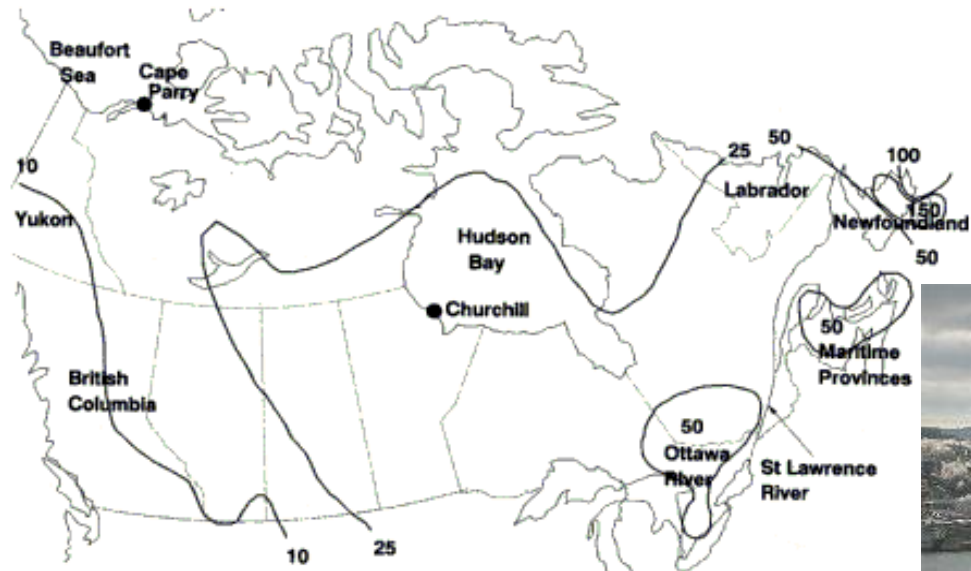 Beaufort
Sea
Cape
Parry
10
Yukon
British
Columbia
10
25
Hudson
Bay
Churchill
25
50
Labrador
100
150
Newfoundland
50
50
Maritime
Provinces
50
Ottawa
River
St Lawrence
River